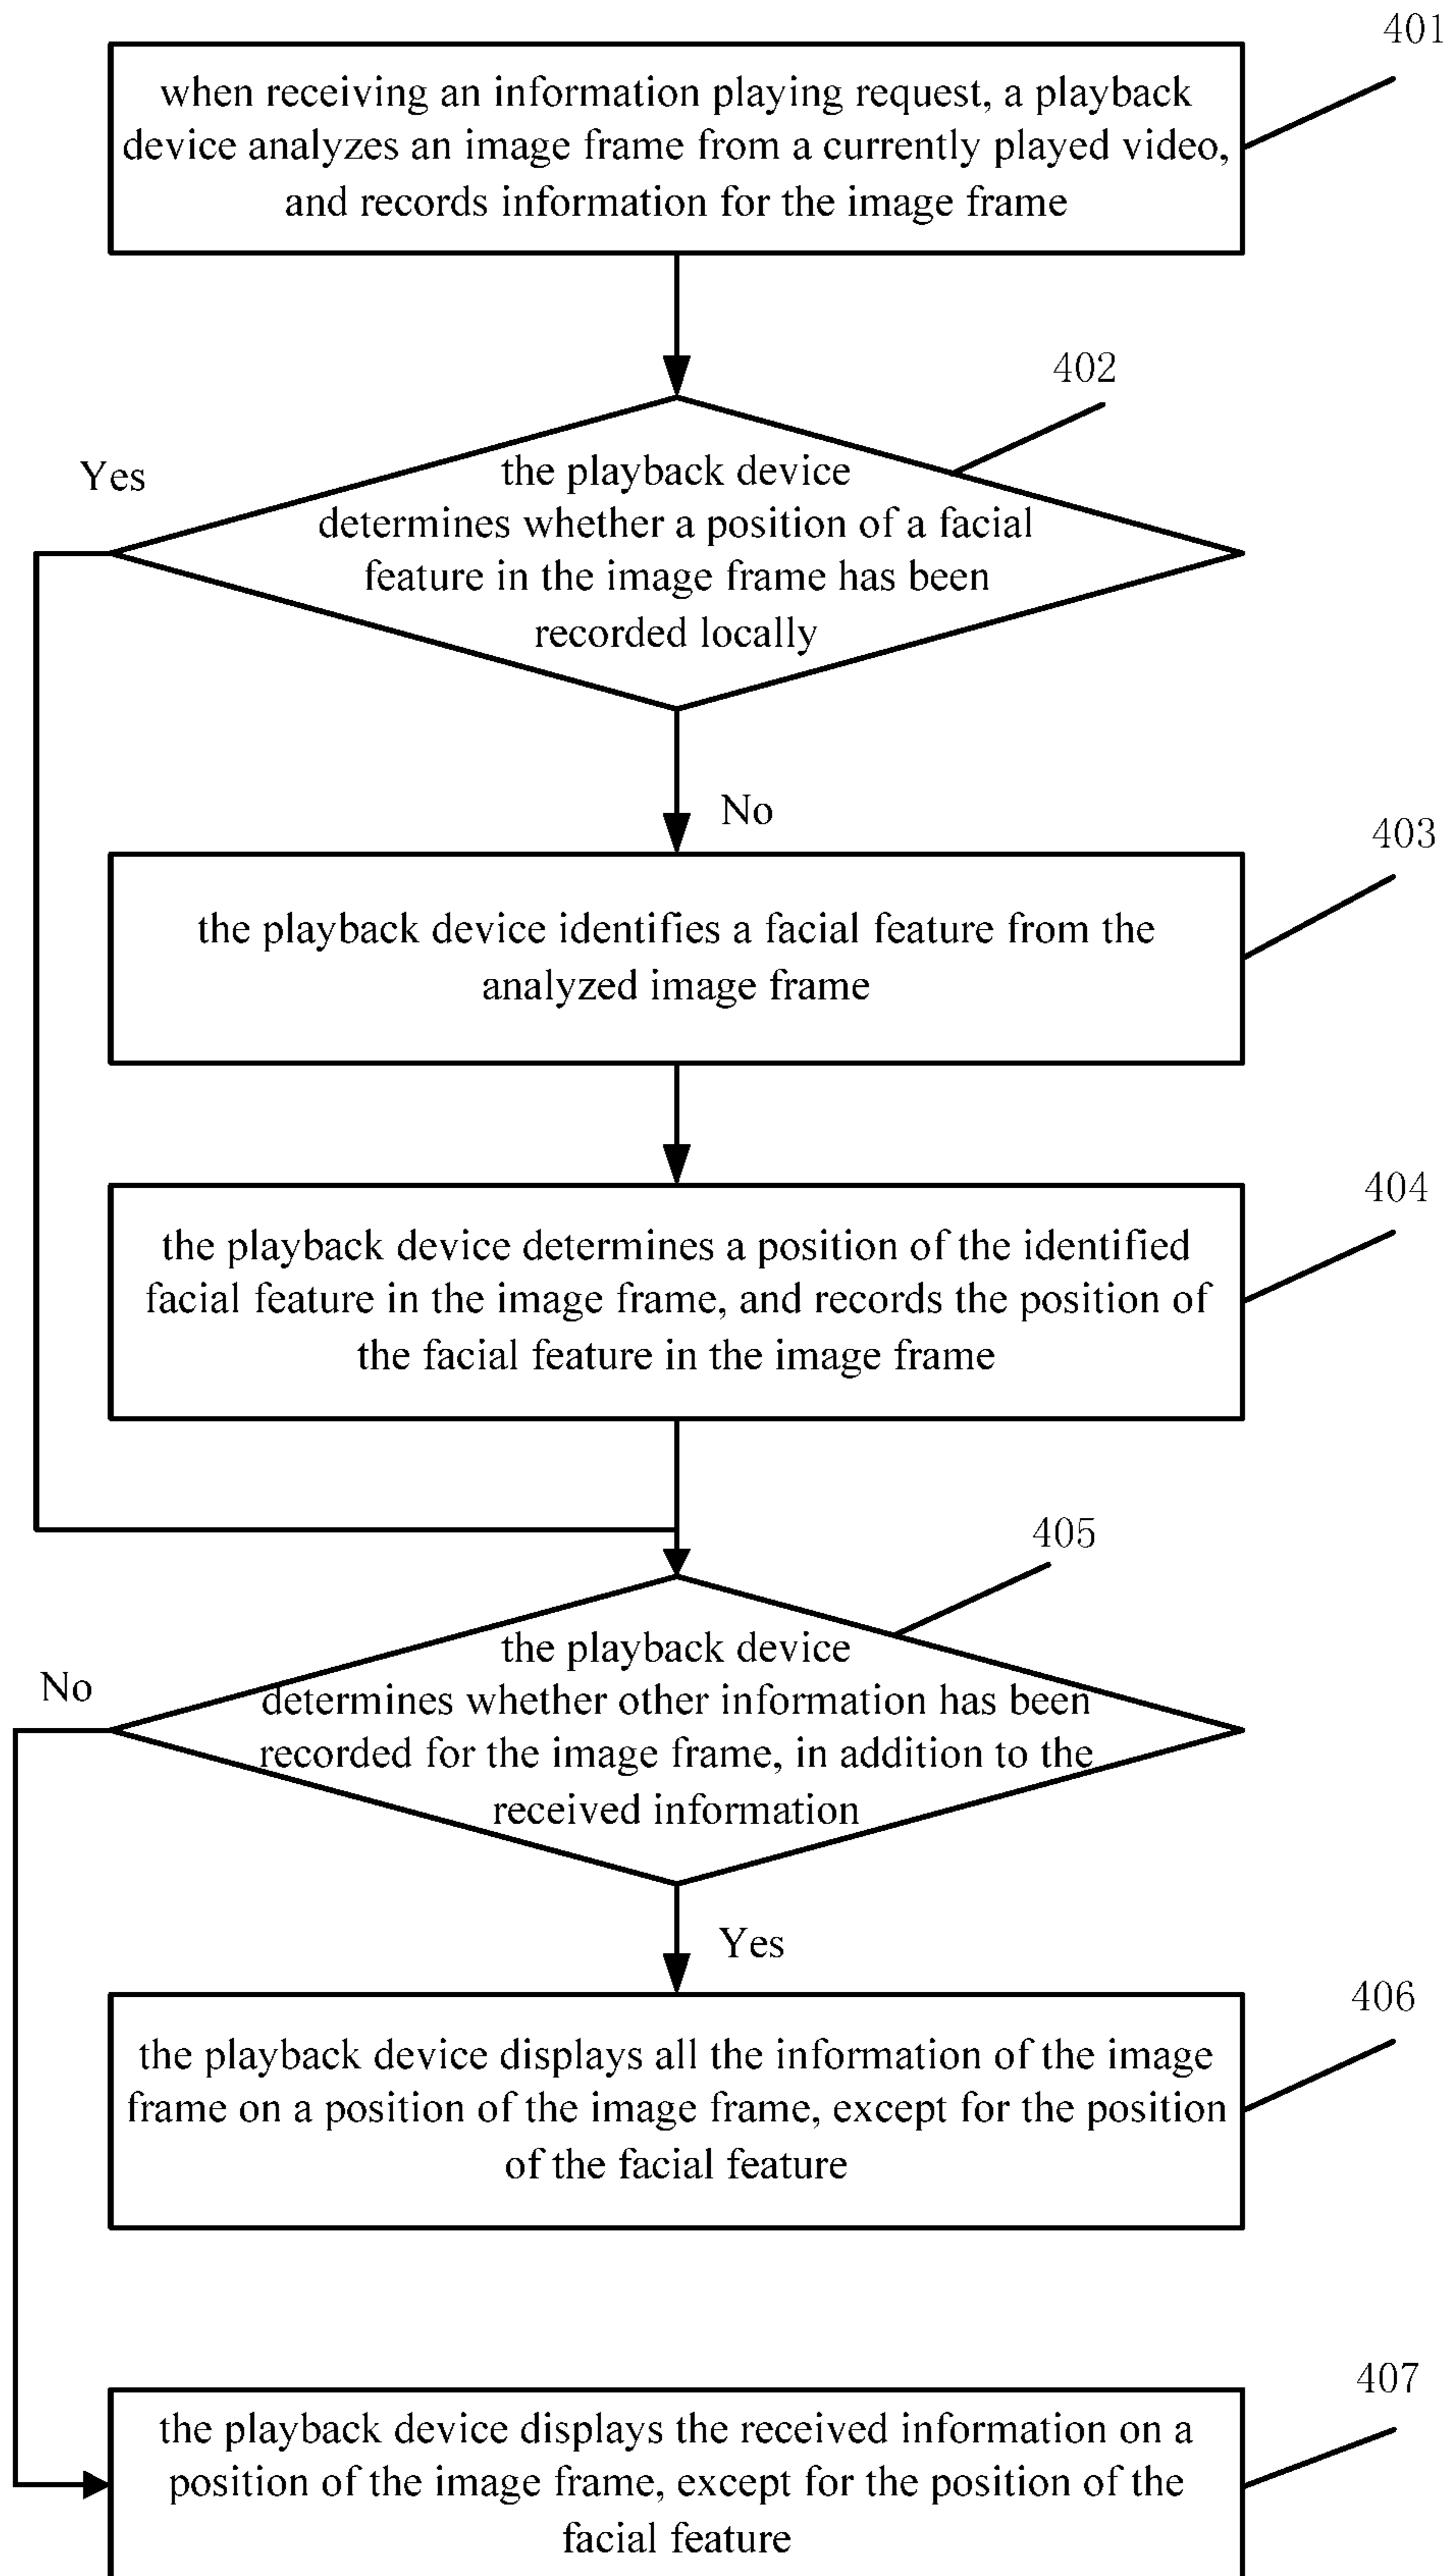 401
when receiving an information playing request, a playback
device analyzes an image frame from a currently played video,
and records information for the image frame
402
Yes
the playback device
determines whether a position of a facial
feature in the image frame has been
recorded locally
No
403
the playback device identifies a facial feature from the
analyzed image frame
404
the playback device determines a position of the identified
facial feature in the image frame, and records the position of
the facial feature in the image frame
405
No
the playback device
determines whether other information has been
recorded for the image frame, in addition to the
received information
Yes
406
the playback device displays all the information of the image
frame on a position of the image frame, except for the position
of the facial feature
407
the playback device displays the received information on a
position of the image frame, except for the position of the
facial feature